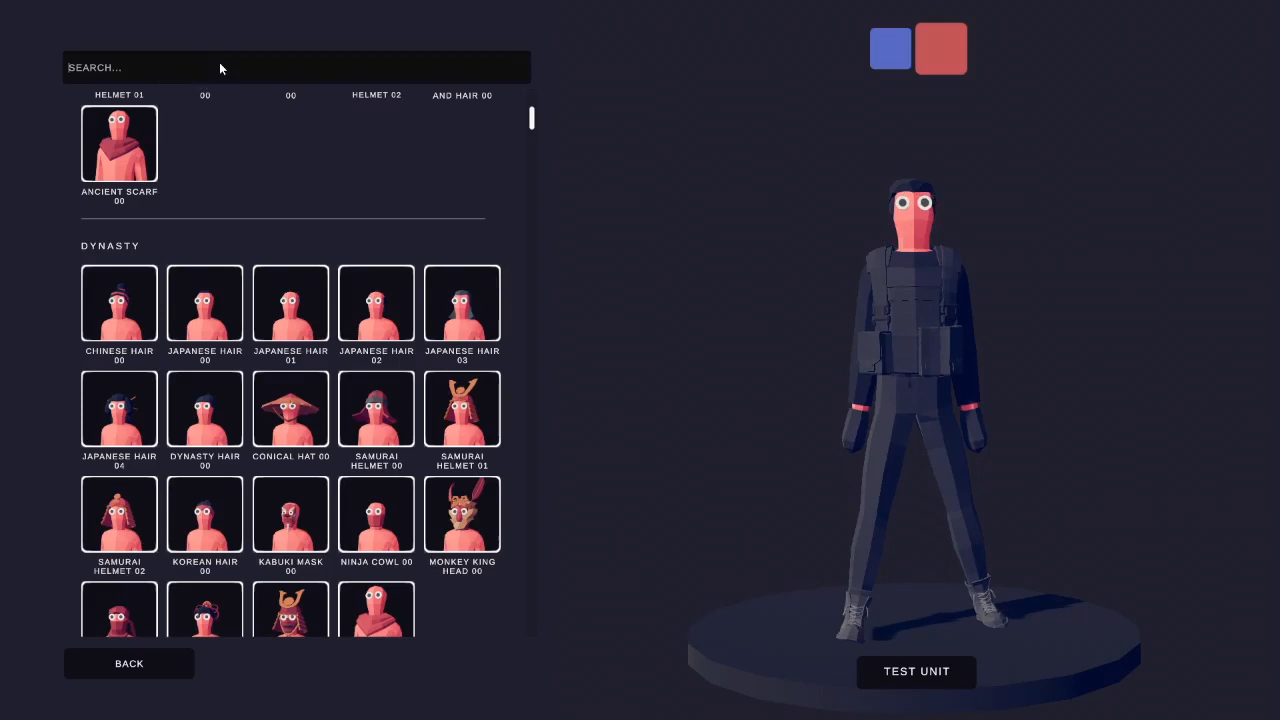 SEARCH...
HELMET 01 00 00 HELMET 02 AND HAIR 00
ANCIENT SCARF
00
DYNASTY
CHINESE HAIR JAPANESE HAIR JAPANESE HAIR JAPANESE HAIR JAPANESE HAIR
00 00 01 02 03
JAPANESE HAIR DYNASTY HAIR CONICAL HAT 00 SAMURAI SAMURAI
04 00 HELMET 00 HELMET 01
SAMURAI KOREAN HAIR KABUKI MASK NINJA COWL 00 MONKEY KING
HELMET 02 00 00 HEAD 00
BACK
TEST UNIT